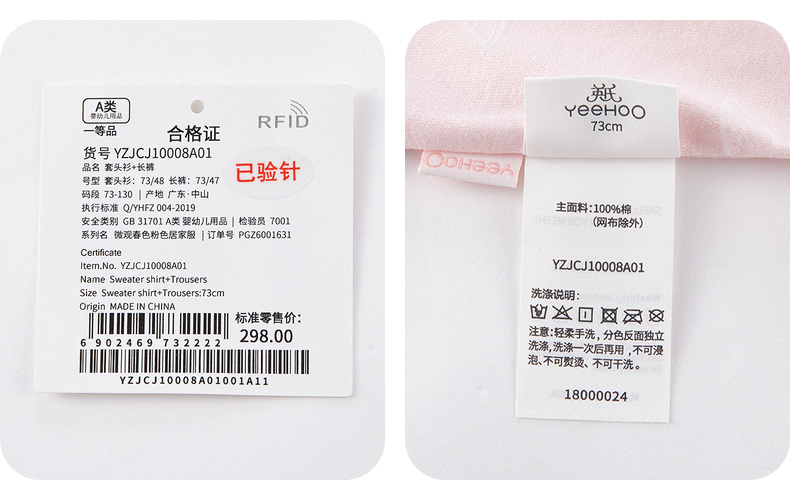 A类
婴幼儿用品
一等品
合格证
RFID
货号 YZJCJ10008A01
已验针
品名 套头衫+长裤
号型 套头衫：73/48 长裤：73/47
码段 73-130 | 产地 广东·中山
执行标准 Q/YHFZ 004-2019
安全类别 GB 31701 A类 婴幼儿用品 | 检验员 7001
系列名 微观春色粉色居家服 | 订单号 PGZ6001631
Certificate
Item.No. YZJCJ10008A01
Name Sweater shirt+Trousers
Size Sweater shirt+Trousers:73cm
Origin MADE IN CHINA
标准零售价：
298.00
6 902469 732222
YZJCJ10008A01001A11
英氏
YeeHOO
73cm
YeeHOO
主面料：100%棉
（网布除外）
YZJCJ10008A01
洗涤说明：
注意：轻柔手洗，分色反面独立
洗涤，洗涤一次后再用，不可浸
泡、不可熨烫、不可干洗。
18000024